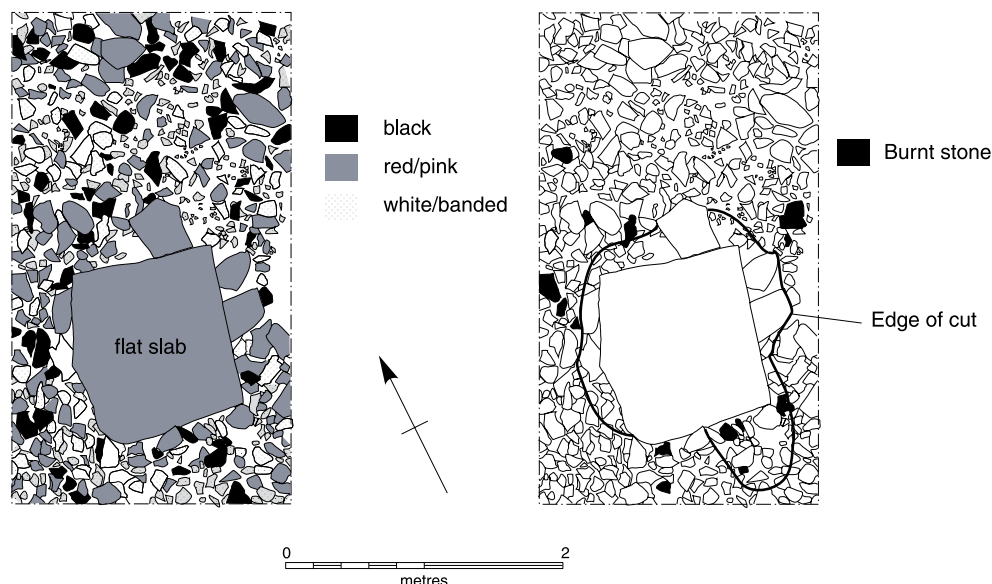 black
red/pink
white/banded
flat slab
Burnt stone
Edge of cut
0 2
metres